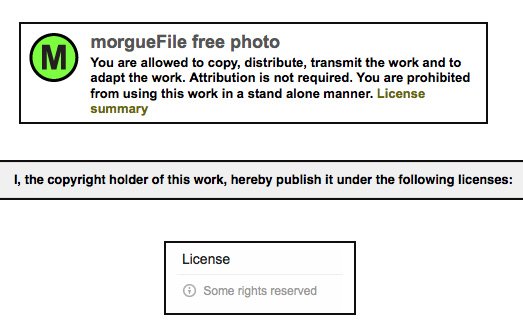 M
morgueFile free photo
You are allowed to copy, distribute, transmit the work and to
adapt the work. Attribution is not required. You are prohibited
from using this work in a stand alone manner. License
summary
I, the copyright holder of this work, hereby publish it under the following licenses:
License
Some rights reserved